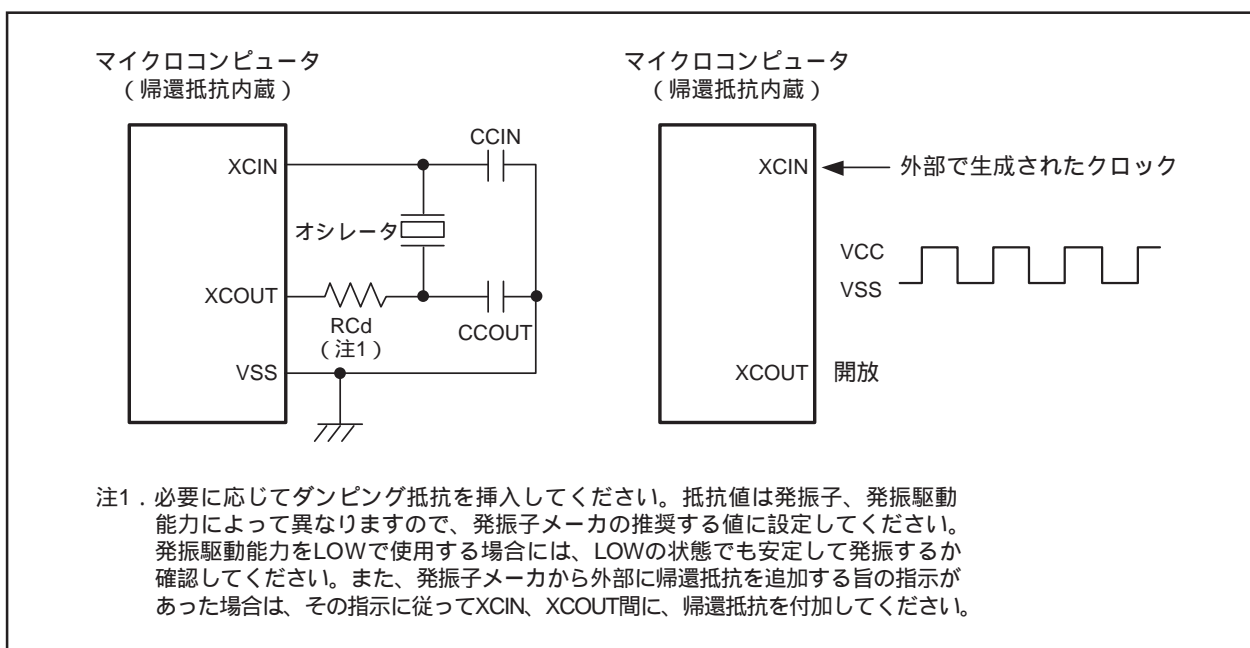 マイクロコンピュータ
（帰還抵抗内蔵）
XCIN
CCIN
オシレータ
XCOUT
RCd
（注1）
CCOUT
VSS
マイクロコンピュータ
（帰還抵抗内蔵）
XCIN
外部で生成されたクロック
VCC
VSS
XCOUT
開放
注1．必要に応じてダンピング抵抗を挿入してください。抵抗値は発振子、発振駆動
能力によって異なりますので、発振子メーカの推奨する値に設定してください。
発振駆動能力をLOWで使用する場合には、LOWの状態でも安定して発振するか
確認してください。また、発振子メーカから外部に帰還抵抗を追加する旨の指示が
あった場合は、その指示に従ってXCIN、XCOUT間に、帰還抵抗を付加してください。